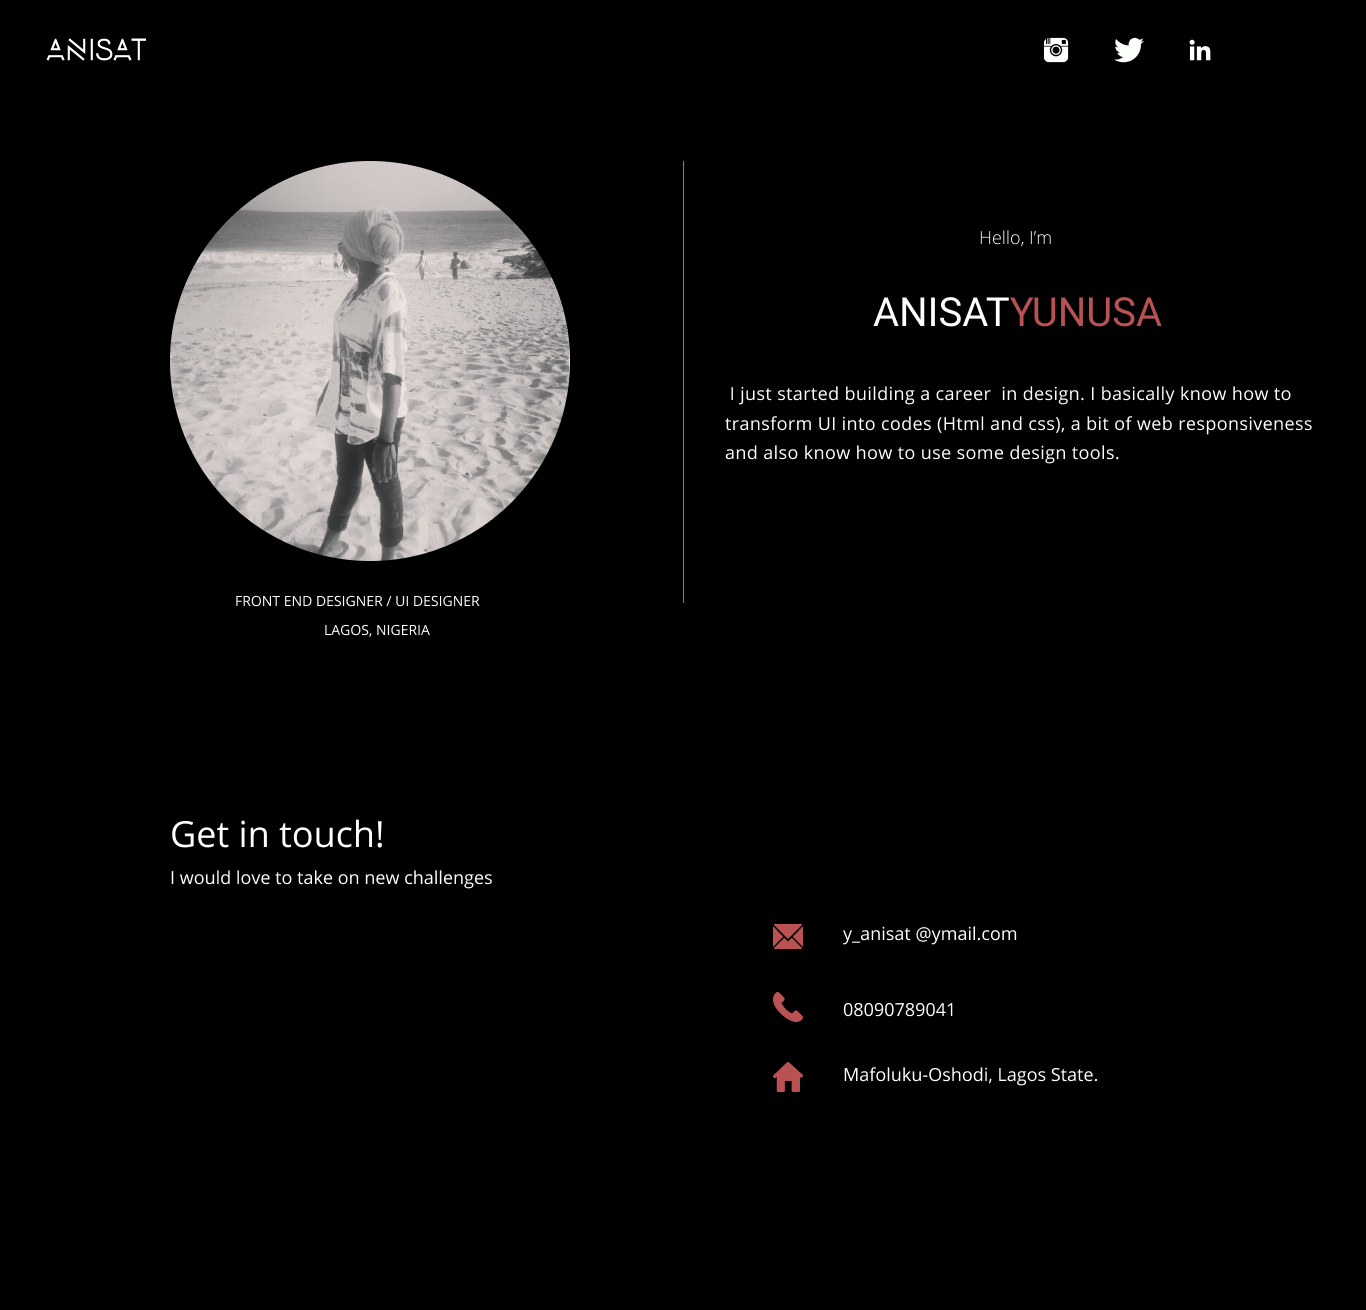 ANISAT
FRONT END DESIGNER / UI DESIGNER
LAGOS, NIGERIA
Hello, I'm
ANISATYUNUSA
I just started building a career  in design. I basically know how to
transform UI into codes (Html and css), a bit of web responsiveness
and also know how to use some design tools.
Get in touch!
I would love to take on new challenges
y_anisat @ymail.com
08090789041
Mafoluku-Oshodi, Lagos State.